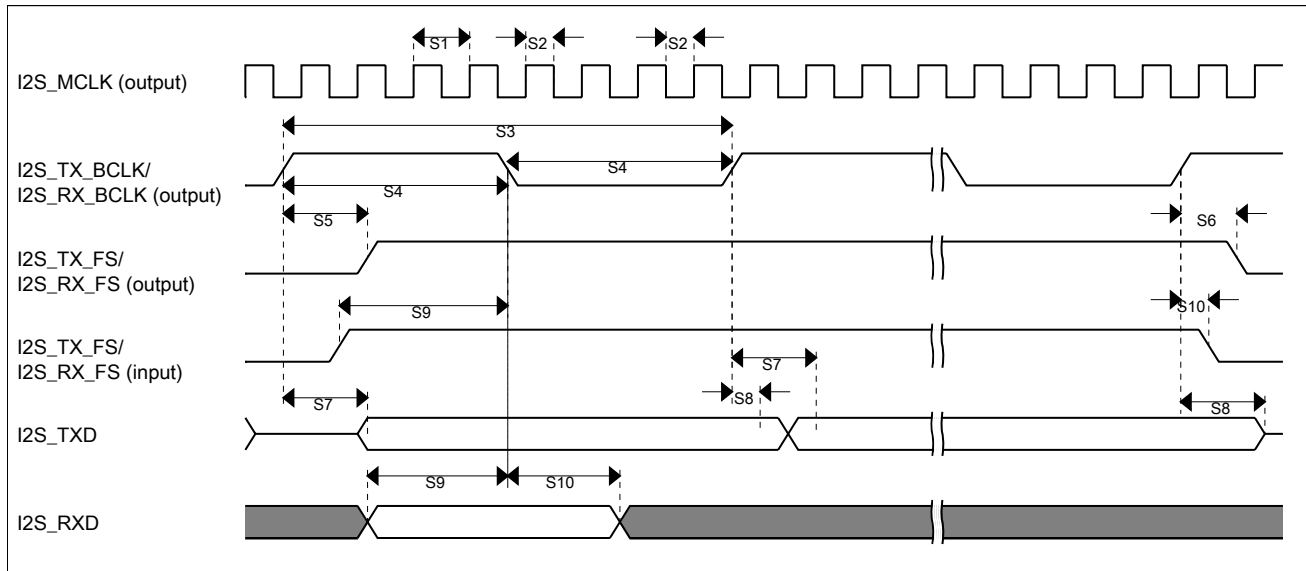 S1
S2
S2
I2S_MCLK (output)
S3
I2S_TX_BCLK/
I2S_RX_BCLK (output)
S4
S4
S5
S6
I2S_TX_FS/
I2S_RX_FS (output)
S9
S10
I2S_TX_FS/
I2S_RX_FS (input)
S7
S7
S8
S8
I2S_TXD
S9
S10
I2S_RXD